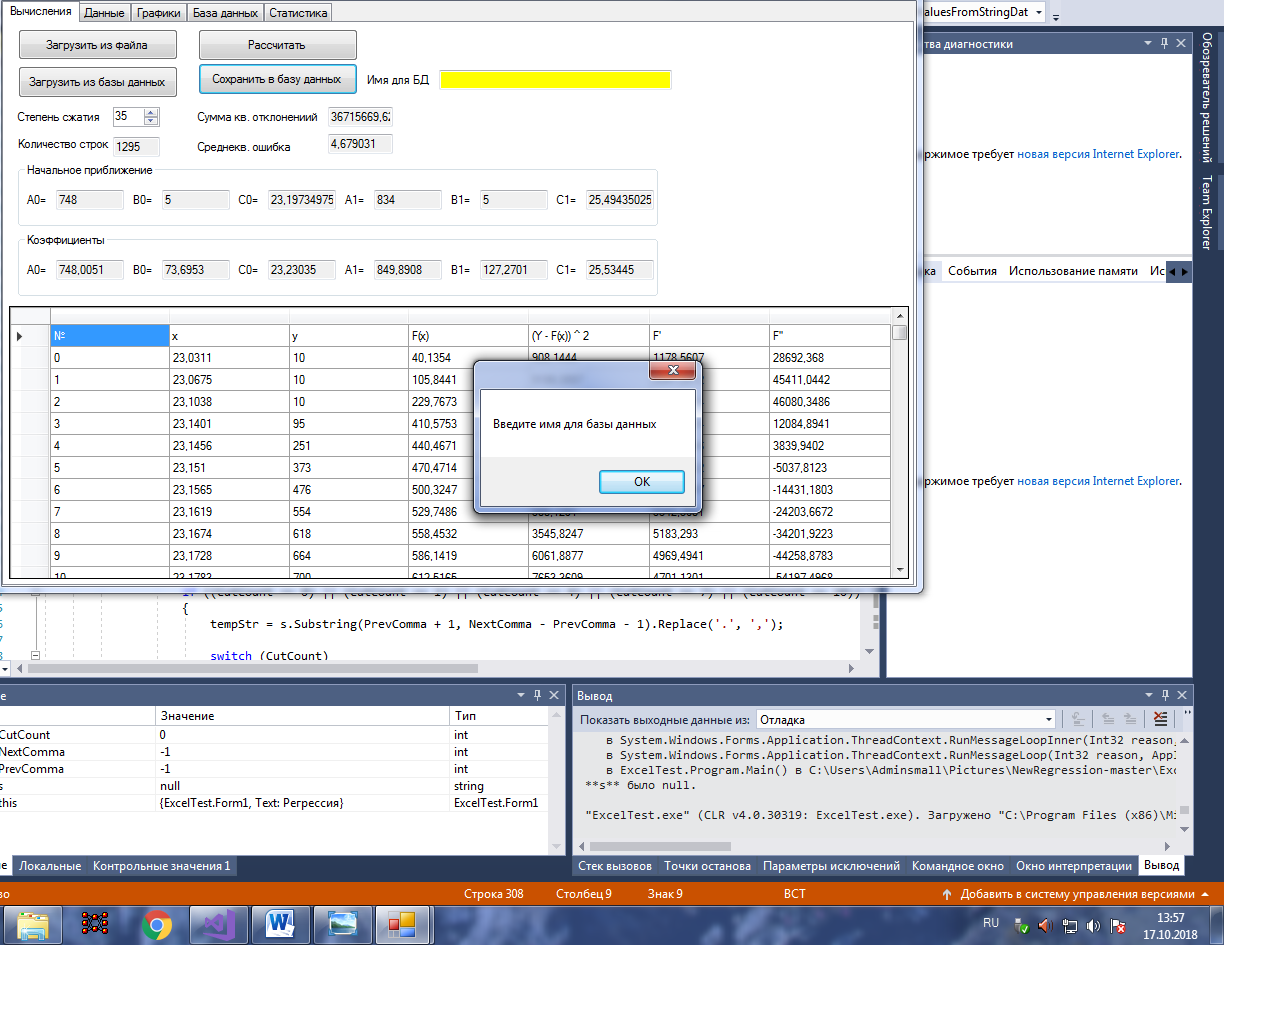 Вычисления Данные Графики База данных Статистика
Загрузить из файла Рассчитать
Загрузить из базы данных Сохранить в базу данных Имя для БД
Степень сжатия 35 Сумма кв. отклонениий 36715669,62
Количество строк 1295 Среднекв. ошибка 4,679031
Начальное приближение
A0= 748 B0= 5 C0= 23,19734975 A1= 834 B1= 5 C1= 25,49435025
Коэффициенты
A0= 748,0051 B0= 73,6953 C0= 23,23035 A1= 849,8908 B1= 127,2701 C1= 25,53445
№ x y F(x) (Y - F(x)) ^ 2 F' F"
0 23,0311 10 40,1354 908,1444 1178,5607 28692,368
1 23,0675 10 105,8441 45411,0442
2 23,1038 10 229,7673 46080,3486
3 23,1401 95 410,5753 12084,8941
4 23,1456 251 440,4671 3839,9402
5 23,151 373 470,4714 -5037,8123
6 23,1565 476 500,3247 -14431,1803
7 23,1619 554 529,7486 -24203,6672
8 23,1674 618 558,4532 3545,8247 5183,293 -34201,9223
9 23,1728 664 586,1419 6061,8877 4969,4941 -44258,8783
10 23,1783 700 612,5165 7653,3609 4701,1301 -54197,4968
Введите имя для базы данных
OK
aluesFromStringDat
тва диагностики
ржимое требует новая версия Internet Explorer.
ка События Использование памяти Ис
ржимое требует новая версия Internet Explorer.
Обозреватель решений
Team Explorer
{
tempStr = s.Substring(PrevComma + 1, NextComma - PrevComma - 1).Replace('.', ',');
switch (CutCount)
е
Значение Тип
CutCount 0 int
NextComma -1 int
PrevComma -1 int
s null string
this {ExcelTest.Form1, Text: Регрессия} ExcelTest.Form1
ые Локальные Контрольные значения 1
Вывод
Показать выходные данные из: Отладка
в System.Windows.Forms.Application.ThreadContext.RunMessageLoopInner(Int32 reason,
в System.Windows.Forms.Application.ThreadContext.RunMessageLoop(Int32 reason, App
в ExcelTest.Program.Main() в C:\Users\Adminsmall\Pictures\NewRegression-master\Exc
**s** было null.
"ExcelTest.exe" (CLR v4.0.30319: ExcelTest.exe). Загружено "C:\Program Files (x86)\Mi
Стек вызовов Точки останова Параметры исключений Командное окно Окно интерпретации Вывод
во Строка 308 Столбец 9 Знак 9 ВСТ Добавить в систему управления версиями
RU 13:57
17.10.2018